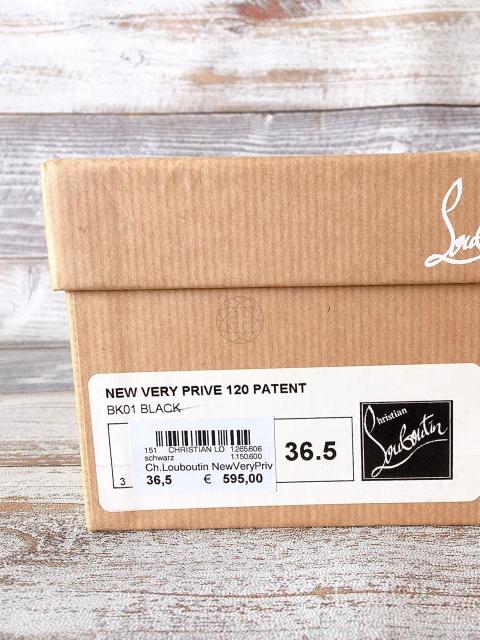 Loub
NEW VERY PRIVE 120 PATENT
BK01 BLACK
3
151 CHRISTIAN LO 1.265.606
schwarz 1.150.600
Ch.Louboutin NewVeryPriv
36,5 € 595,00
36.5
Christian
Louboutin